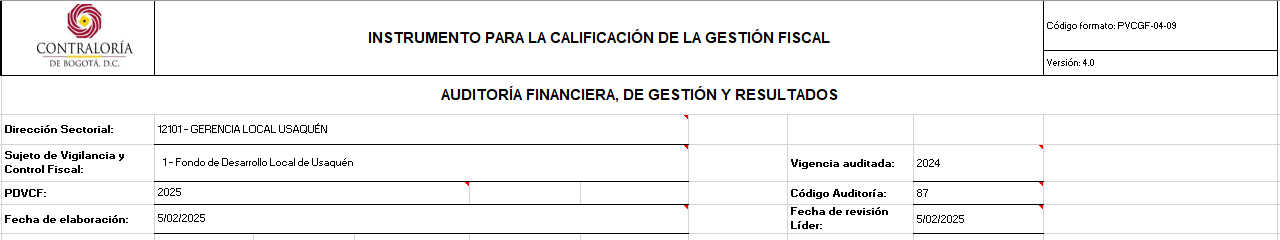 CONTRALORÍA
DE BOGOTÁ, D.C.
INSTRUMENTO PARA LA CALIFICACIÓN DE LA GESTIÓN FISCAL
Código formato: PVCGF-04-09
Versión: 4.0
AUDITORÍA FINANCIERA, DE GESTIÓN Y RESULTADOS
Dirección Sectorial: 12101 - GERENCIA LOCAL USAQUÉN
Sujeto de Vigilancia y
Control Fiscal: 1 - Fondo de Desarrollo Local de Usaquén
Vigencia auditada: 2024
PDVCF: 2025
Código Auditoría: 87
Fecha de elaboración: 5/02/2025
Fecha de revisión
Líder: 5/02/2025